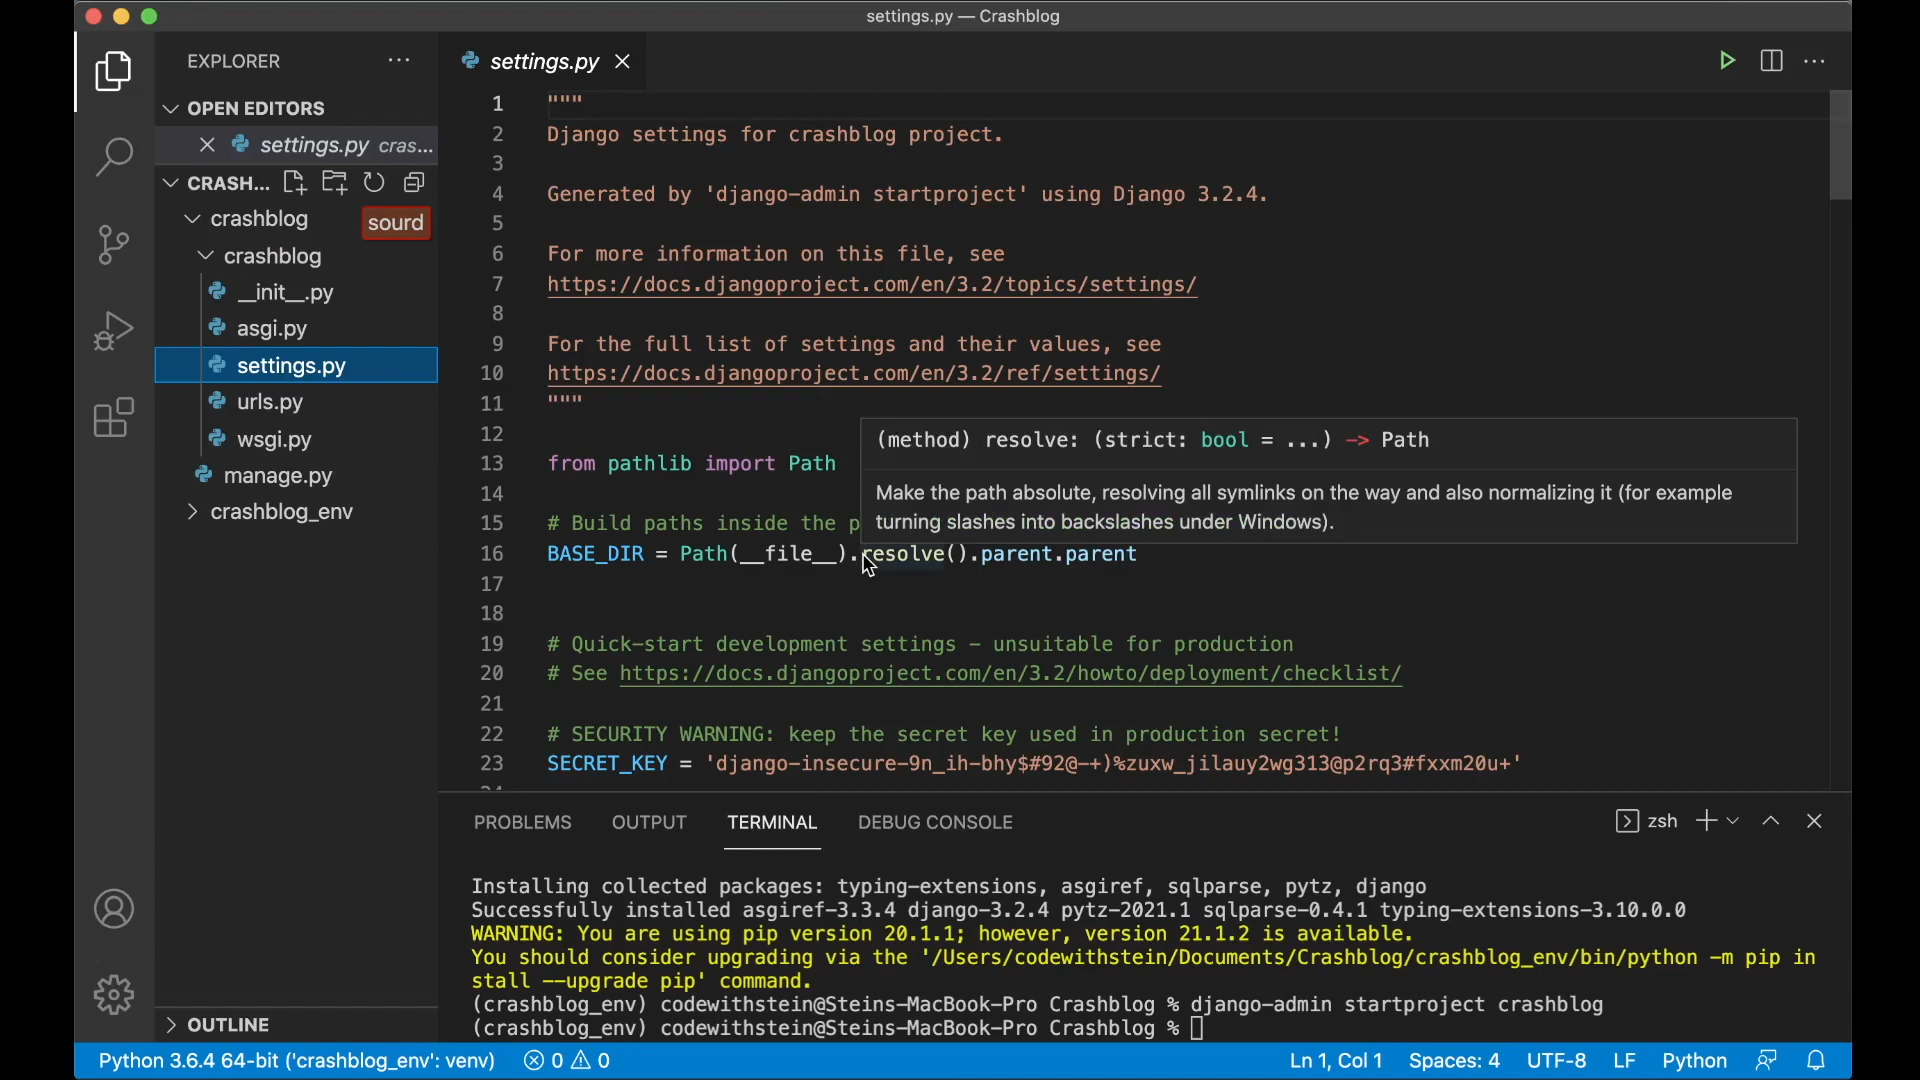 settings.py — Crashblog
EXPLORER
settings.py
OPEN EDITORS
settings.py cras...
CRASH...
crashblog
sourd
crashblog
__init__.py
asgi.py
settings.py
urls.py
wsgi.py
manage.py
crashblog_env
OUTLINE
1 """
2 Django settings for crashblog project.
3
4 Generated by 'django-admin startproject' using Django 3.2.4.
5
6 For more information on this file, see
7 https://docs.djangoproject.com/en/3.2/topics/settings/
8
9 For the full list of settings and their values, see
10 https://docs.djangoproject.com/en/3.2/ref/settings/
11 """
12
(method) resolve: (strict: bool = ...) -> Path
13 from pathlib import Path
14
Make the path absolute, resolving all symlinks on the way and also normalizing it (for example
turning slashes into backslashes under Windows).
15 # Build paths inside the p
16 BASE_DIR = Path(__file__).resolve().parent.parent
17
18
19 # Quick-start development settings - unsuitable for production
20 # See https://docs.djangoproject.com/en/3.2/howto/deployment/checklist/
21
22 # SECURITY WARNING: keep the secret key used in production secret!
23 SECRET_KEY = 'django-insecure-9n_ih-bhy$#92@-+)%zuxw_jilauy2wg313@p2rq3#fxxm20u+'
PROBLEMS OUTPUT TERMINAL DEBUG CONSOLE zsh
Installing collected packages: typing-extensions, asgiref, sqlparse, pytz, django
Successfully installed asgiref-3.3.4 django-3.2.4 pytz-2021.1 sqlparse-0.4.1 typing-extensions-3.10.0.0
WARNING: You are using pip version 20.1.1; however, version 21.1.2 is available.
You should consider upgrading via the '/Users/codewithstein/Documents/Crashblog/crashblog_env/bin/python -m pip in
stall --upgrade pip' command.
(crashblog_env) codewithstein@Steins-MacBook-Pro Crashblog % django-admin startproject crashblog
(crashblog_env) codewithstein@Steins-MacBook-Pro Crashblog %
Python 3.6.4 64-bit ('crashblog_env': venv) 0 0 Ln 1, Col 1 Spaces: 4 UTF-8 LF Python